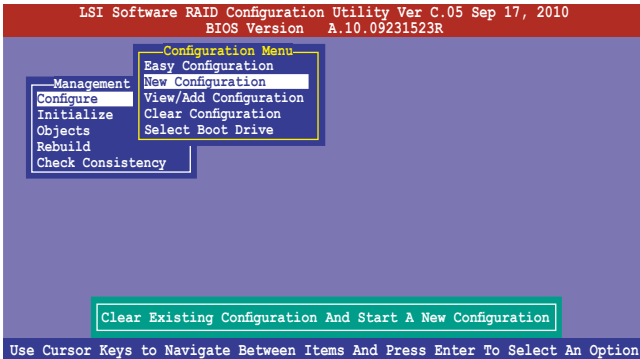 LSI Software RAID Configuration Utility Ver C.05 Sep 17, 2010
BIOS Version A.10.09231523R
Configuration Menu
Easy Configuration
New Configuration
View/Add Configuration
Clear Configuration
Select Boot Drive
Management
Configure
Initialize
Objects
Rebuild
Check Consistency
Clear Existing Configuration And Start A New Configuration
Use Cursor Keys to Navigate Between Items And Press Enter To Select An Option